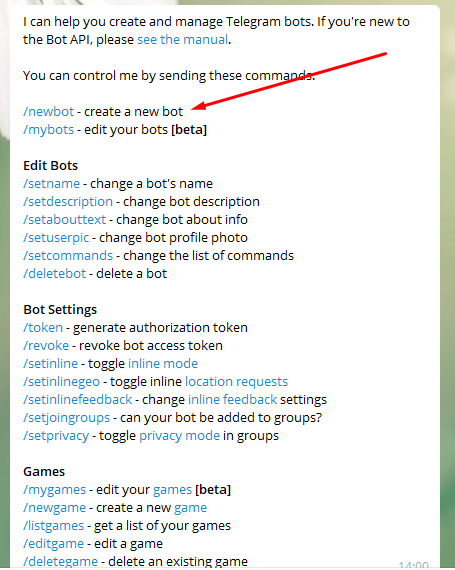 I can help you create and manage Telegram bots. If you're new to
the Bot API, please see the manual.
You can control me by sending these commands:
/newbot - create a new bot
/mybots - edit your bots [beta]
Edit Bots
/setname - change a bot's name
/setdescription - change bot description
/setabouttext - change bot about info
/setuserpic - change bot profile photo
/setcommands - change the list of commands
/deletebot - delete a bot
Bot Settings
/token - generate authorization token
/revoke - revoke bot access token
/setinline - toggle inline mode
/setinlinegeo - toggle inline location requests
/setinlinefeedback - change inline feedback settings
/setjoingroups - can your bot be added to groups?
/setprivacy - toggle privacy mode in groups
Games
/mygames - edit your games [beta]
/newgame - create a new game
/listgames - get a list of your games
/editgame - edit a game
/deletegame - delete an existing game
14:00